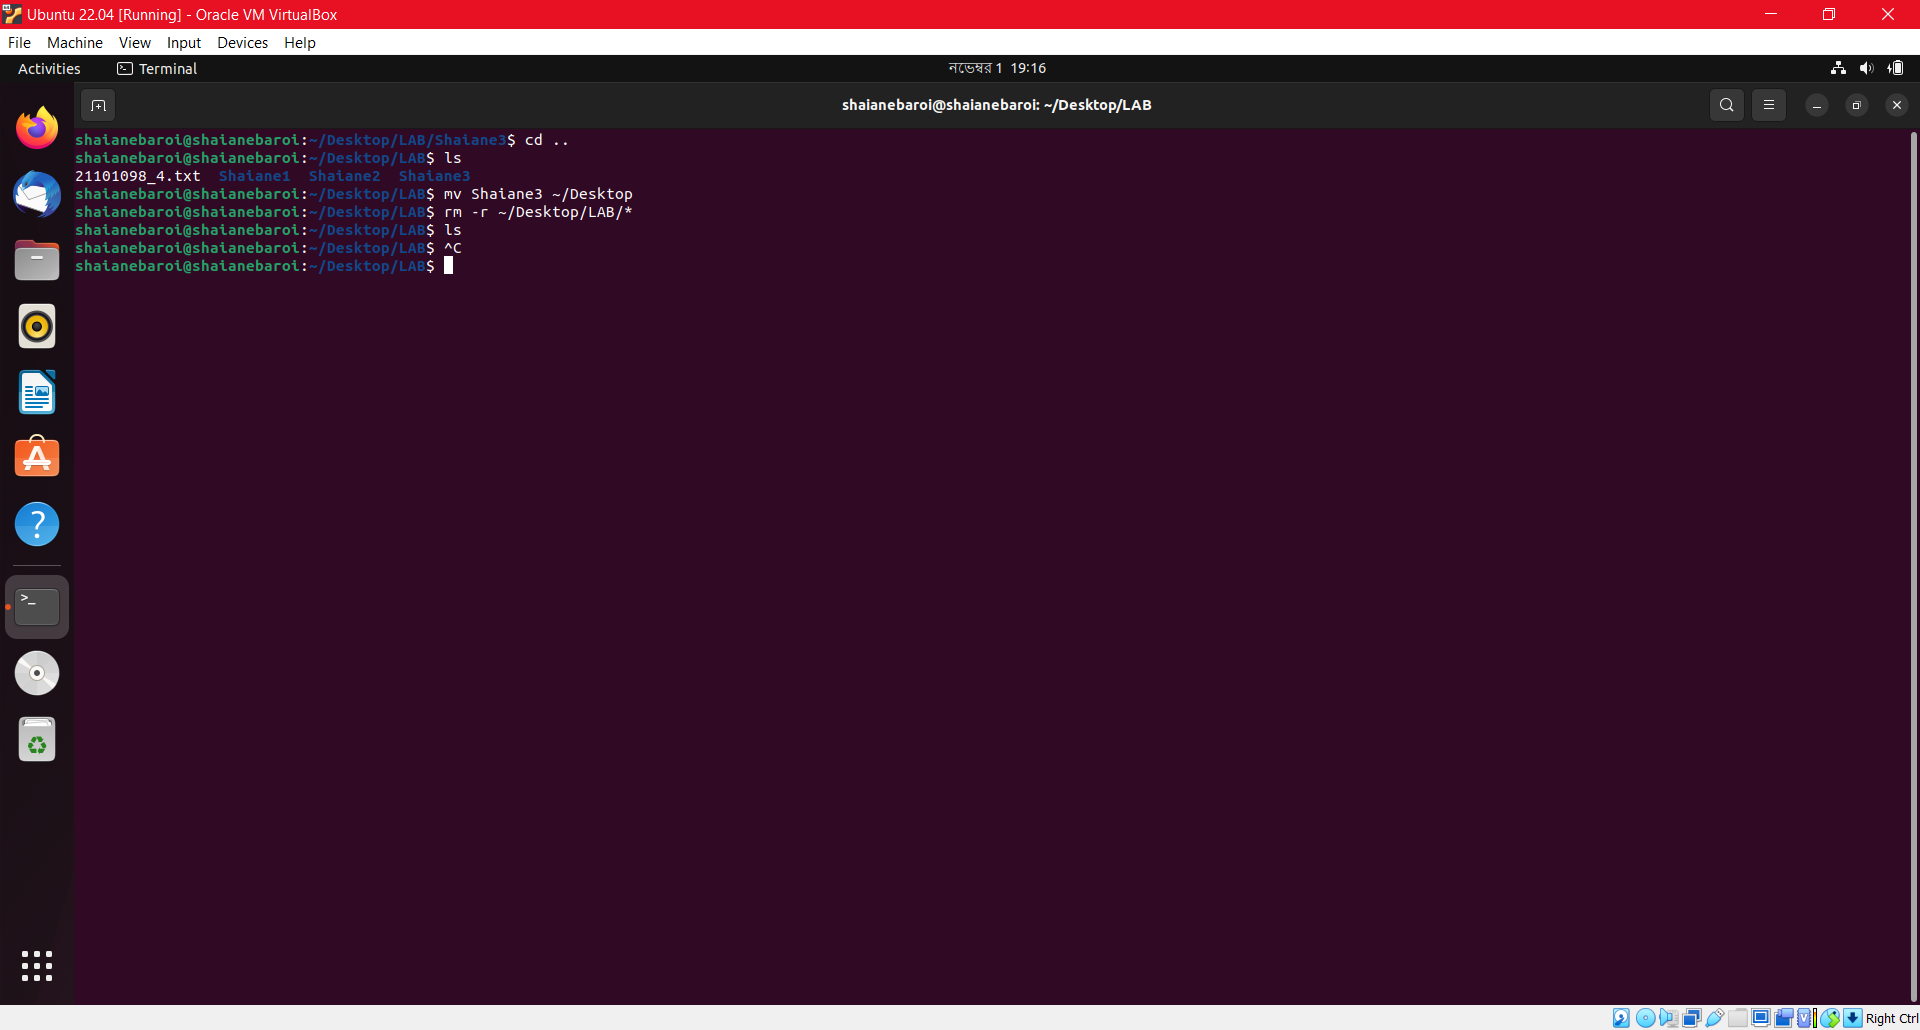 Ubuntu 22.04 [Running] - Oracle VM VirtualBox
File Machine View Input Devices Help
Activities Terminal নভেম্বর 1 19:16
shaianebaroi@shaianebaroi: ~/Desktop/LAB
shaianebaroi@shaianebaroi:~/Desktop/LAB/Shaiane3$ cd ..
shaianebaroi@shaianebaroi:~/Desktop/LAB$ ls
21101098_4.txt Shaiane1 Shaiane2 Shaiane3
shaianebaroi@shaianebaroi:~/Desktop/LAB$ mv Shaiane3 ~/Desktop
shaianebaroi@shaianebaroi:~/Desktop/LAB$ rm -r ~/Desktop/LAB/*
shaianebaroi@shaianebaroi:~/Desktop/LAB$ ls
shaianebaroi@shaianebaroi:~/Desktop/LAB$ ^C
shaianebaroi@shaianebaroi:~/Desktop/LAB$
Right Ctrl